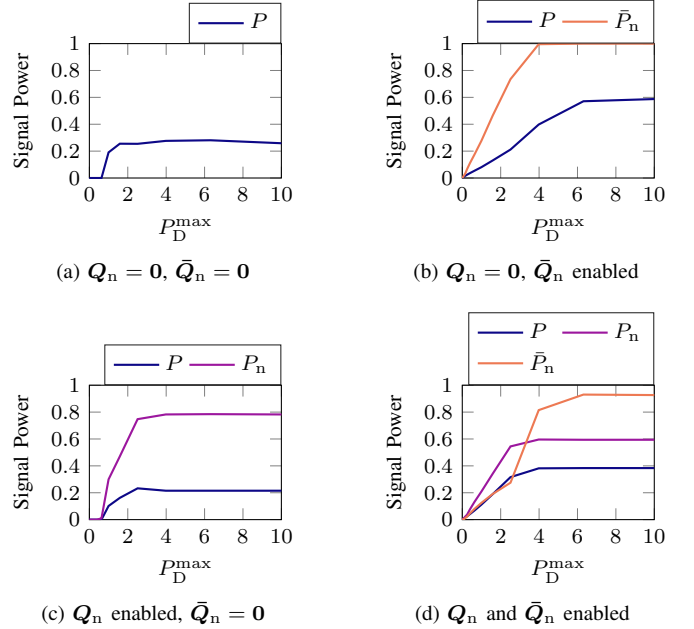 P
Signal Power
1
0.8
0.6
0.4
0.2
0
0 2 4 6 8 10
P_D^max
(a) Q_n = 0, Q̄_n = 0
P P̄_n
Signal Power
1
0.8
0.6
0.4
0.2
0
0 2 4 6 8 10
P_D^max
(b) Q_n = 0, Q̄_n enabled
P P_n
Signal Power
1
0.8
0.6
0.4
0.2
0
0 2 4 6 8 10
P_D^max
(c) Q_n enabled, Q̄_n = 0
P P_n
P̄_n
Signal Power
1
0.8
0.6
0.4
0.2
0
0 2 4 6 8 10
P_D^max
(d) Q_n and Q̄_n enabled